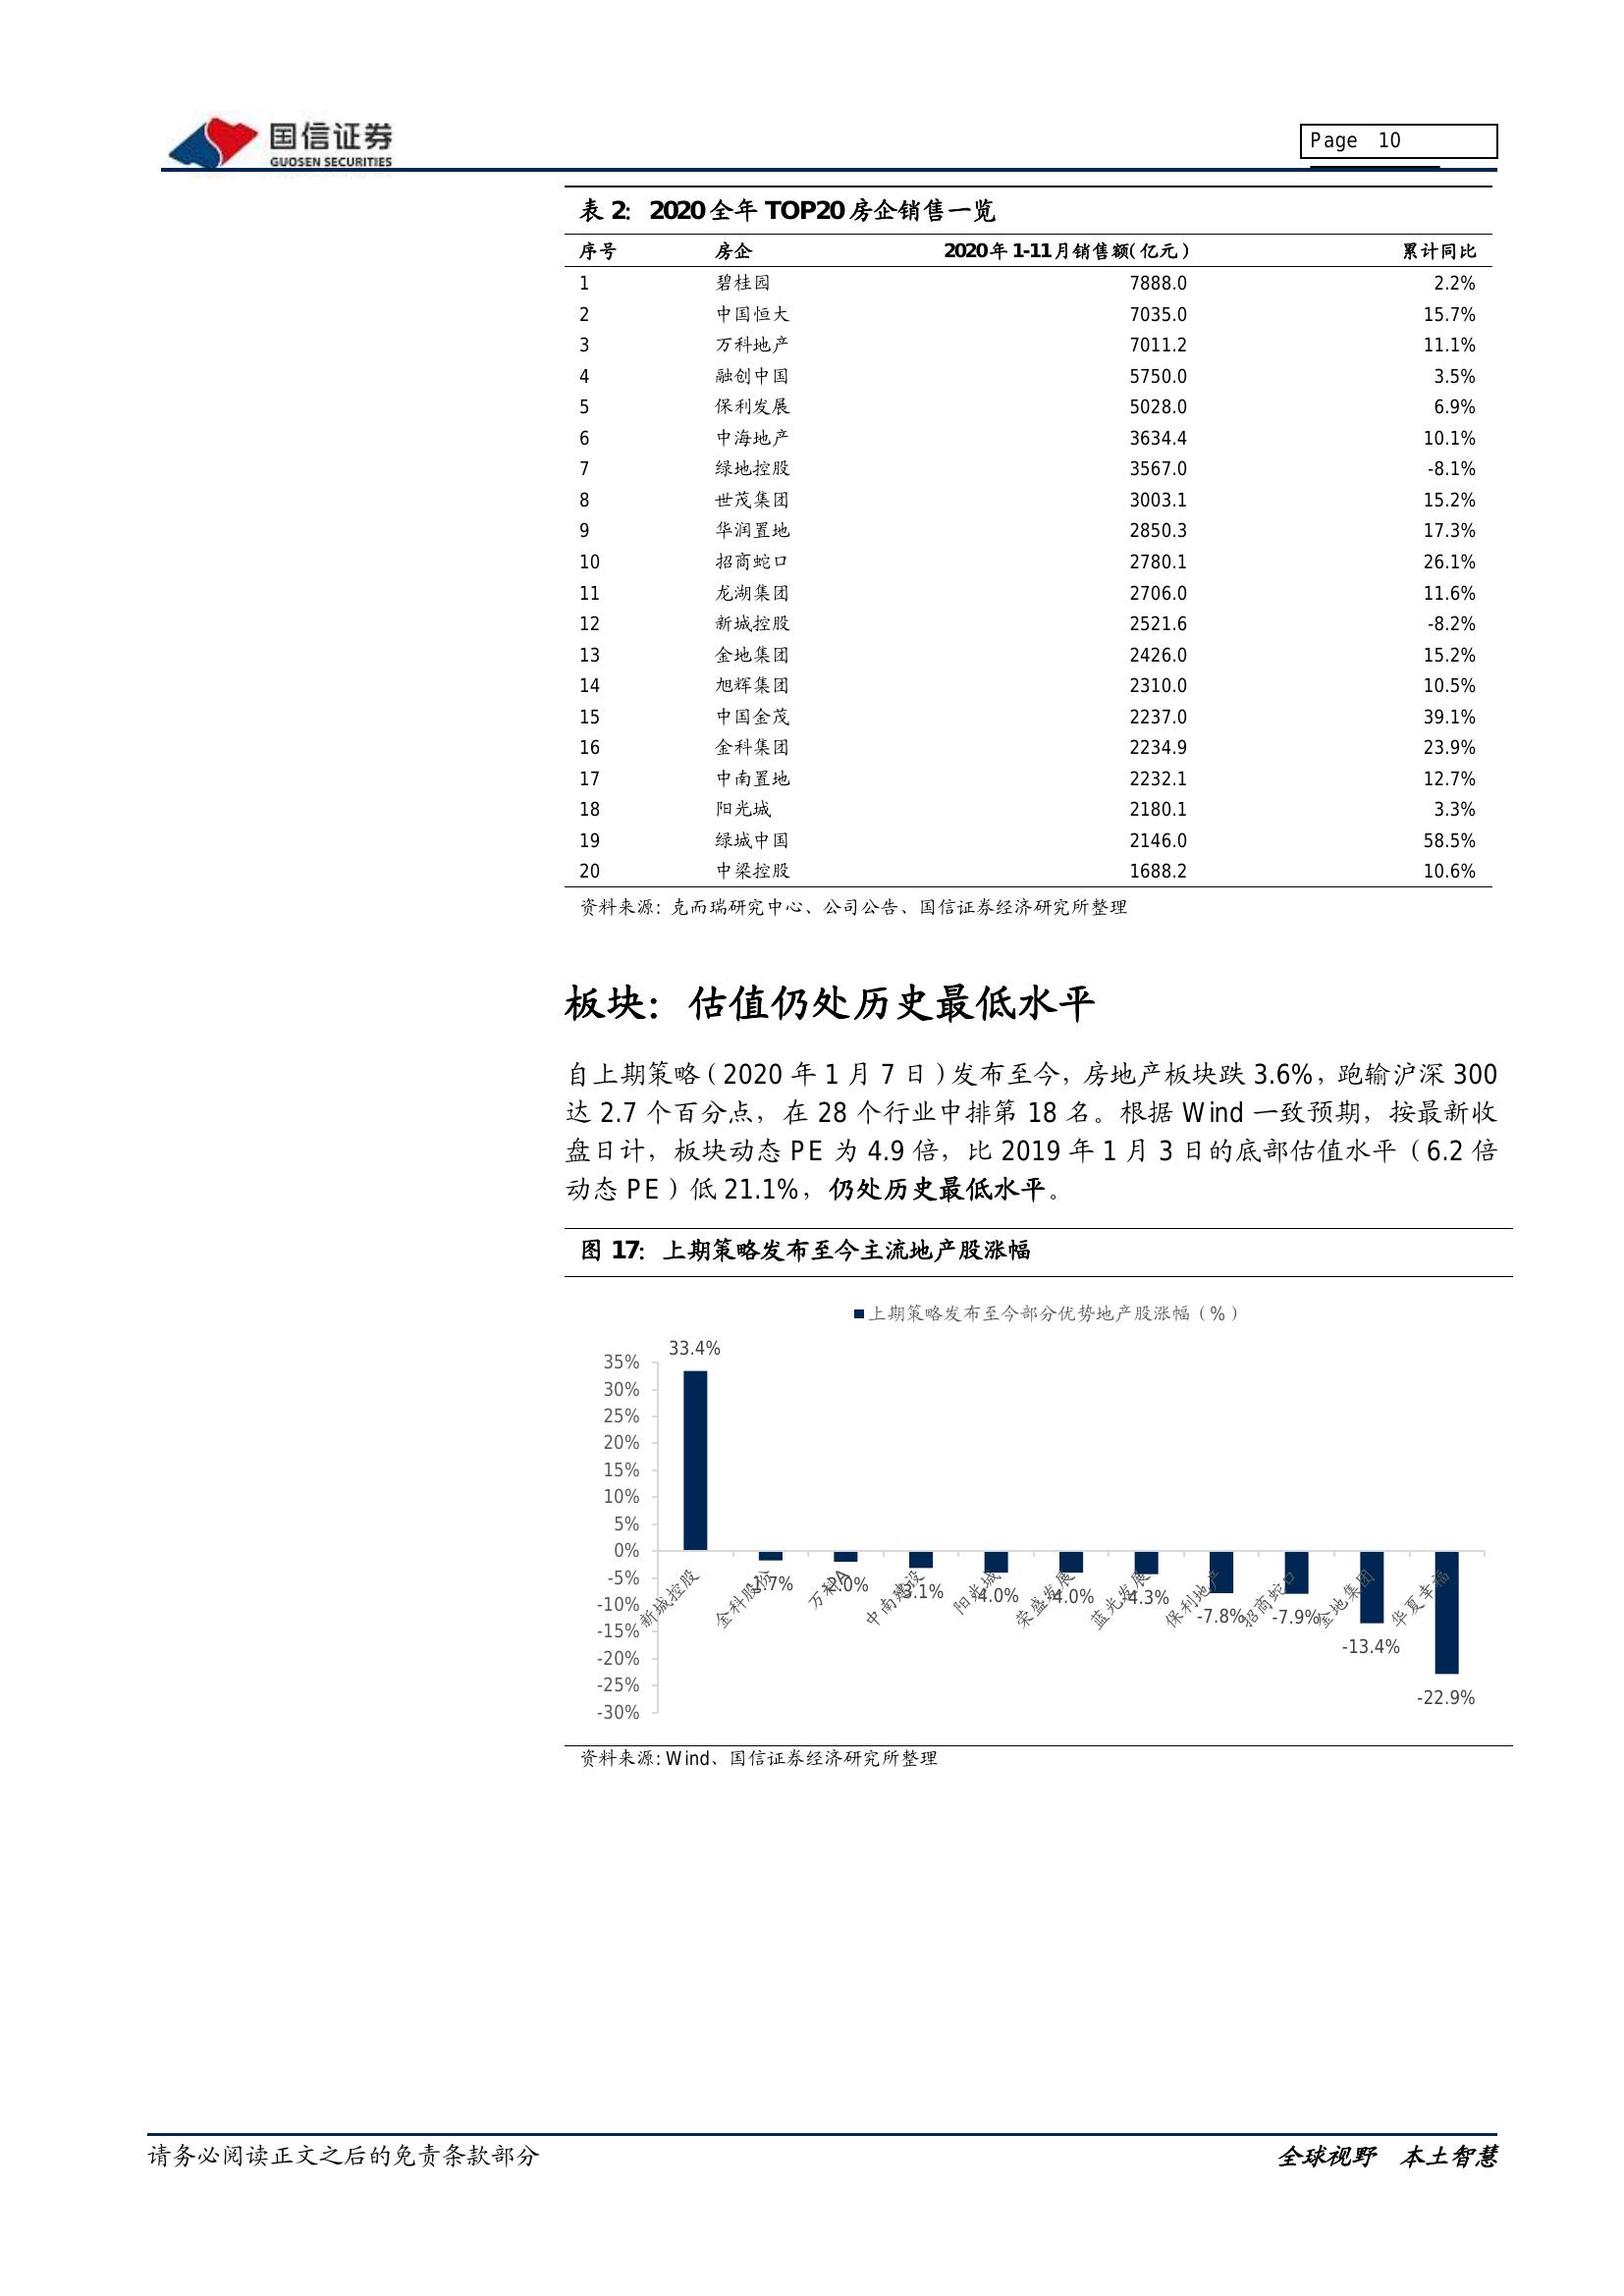 国信证券
GUOSEN SECURITIES
Page 10
表 2: 2020 全年 TOP20 房企销售一览
序号 房企 2020 年 1-11 月销售额(亿元) 累计同比
1 碧桂园 7888.0 2.2%
2 中国恒大 7035.0 15.7%
3 万科地产 7011.2 11.1%
4 融创中国 5750.0 3.5%
5 保利发展 5028.0 6.9%
6 中海地产 3634.4 10.1%
7 绿地控股 3567.0 -8.1%
8 世茂集团 3003.1 15.2%
9 华润置地 2850.3 17.3%
10 招商蛇口 2780.1 26.1%
11 龙湖集团 2706.0 11.6%
12 新城控股 2521.6 -8.2%
13 金地集团 2426.0 15.2%
14 旭辉集团 2310.0 10.5%
15 中国金茂 2237.0 39.1%
16 金科集团 2234.9 23.9%
17 中南置地 2232.1 12.7%
18 阳光城 2180.1 3.3%
19 绿城中国 2146.0 58.5%
20 中梁控股 1688.2 10.6%
资料来源: 克而瑞研究中心、公司公告、国信证券经济研究所整理
板块：估值仍处历史最低水平
自上期策略（2020 年 1 月 7 日）发布至今，房地产板块跌 3.6%，跑输沪深 300
达 2.7 个百分点，在 28 个行业中排第 18 名。根据 Wind 一致预期，按最新收
盘日计，板块动态 PE 为 4.9 倍，比 2019 年 1 月 3 日的底部估值水平（6.2 倍
动态 PE）低 21.1%，仍处历史最低水平。
图 17: 上期策略发布至今主流地产股涨幅
上期策略发布至今部分优势地产股涨幅（%）
33.4%
35%
30%
25%
20%
15%
10%
5%
0%
-5%
-10%
-15%
-20%
-25%
-30%
新城控股 金科股份 万科A 中南建设 阳光城 荣盛发展 蓝光发展 保利地产 招商蛇口 金地集团 华夏幸福
-1.7% -2.0% -3.1% -4.0% -4.0% -4.3% -7.8% -7.9% -13.4% -22.9%
资料来源: Wind、国信证券经济研究所整理
请务必阅读正文之后的免责条款部分
全球视野 本土智慧